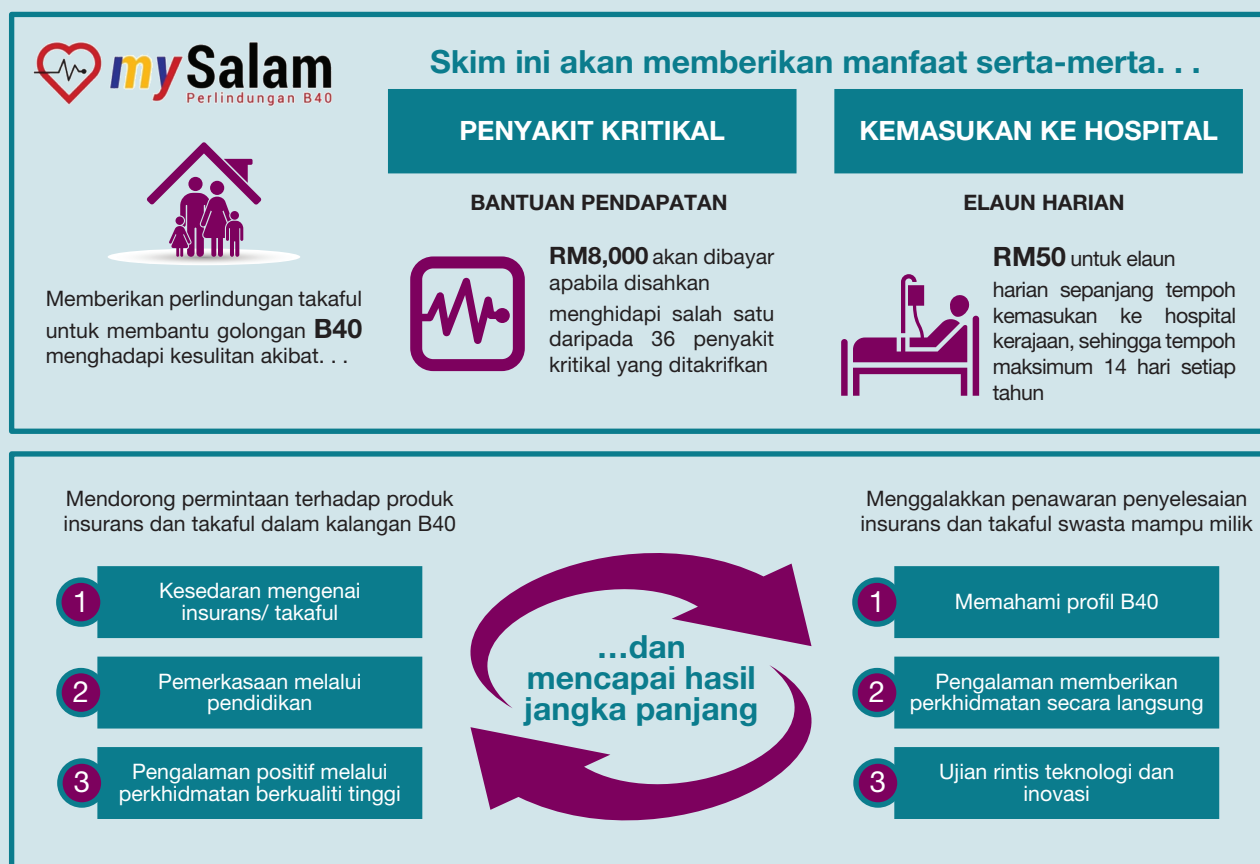 mySalam
Perlindungan B40
Memberikan perlindungan takaful
untuk membantu golongan B40
menghadapi kesulitan akibat. . .
Skim ini akan memberikan manfaat serta-merta. . .
PENYAKIT KRITIKAL
BANTUAN PENDAPATAN
RM8,000 akan dibayar
apabila disahkan
menghidapi salah satu
daripada 36 penyakit
kritikal yang ditakrifkan
KEMASUKAN KE HOSPITAL
ELAUN HARIAN
RM50 untuk elaun
harian sepanjang tempoh
kemasukan ke hospital
kerajaan, sehingga tempoh
maksimum 14 hari setiap
tahun
Mendorong permintaan terhadap produk
insurans dan takaful dalam kalangan B40
1
Kesedaran mengenai
insurans/ takaful
2
Pemerkasaan melalui
pendidikan
3
Pengalaman positif melalui
perkhidmatan berkualiti tinggi
...dan
mencapai hasil
jangka panjang
Menggalakkan penawaran penyelesaian
insurans dan takaful swasta mampu milik
1
Memahami profil B40
2
Pengalaman memberikan
perkhidmatan secara langsung
3
Ujian rintis teknologi dan
inovasi